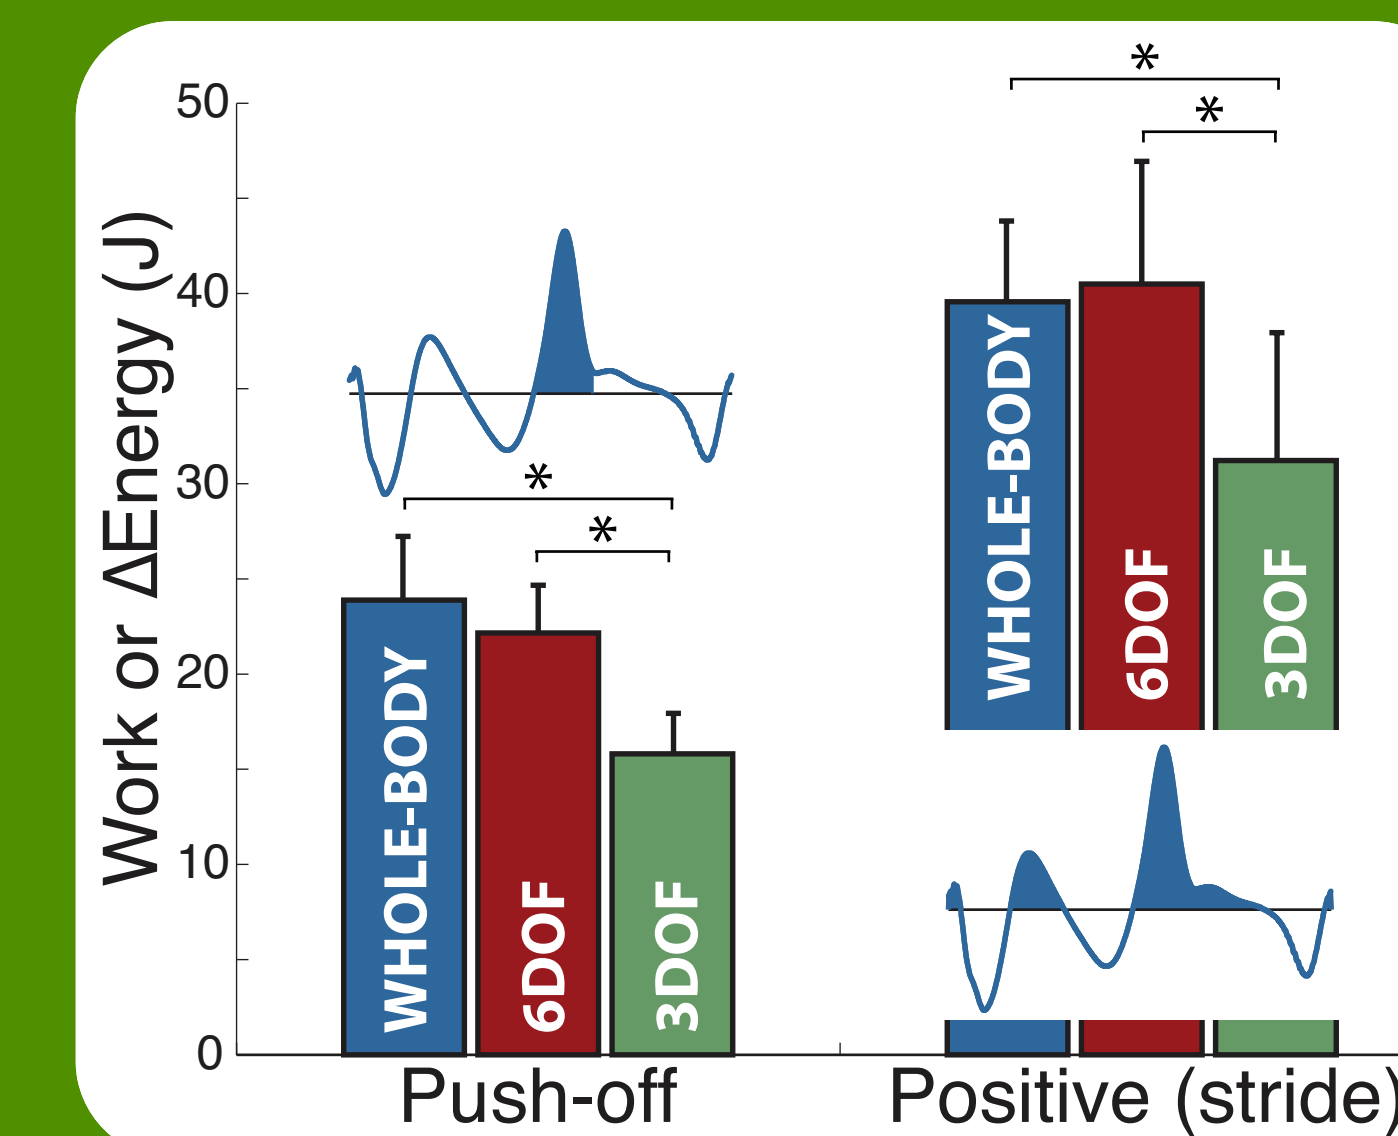 Work or ΔEnergy (J)
50
40
30
20
10
0
*
*
WHOLE-BODY
6DOF
3DOF
Push-off
*
*
WHOLE-BODY
6DOF
3DOF
Positive (stride)